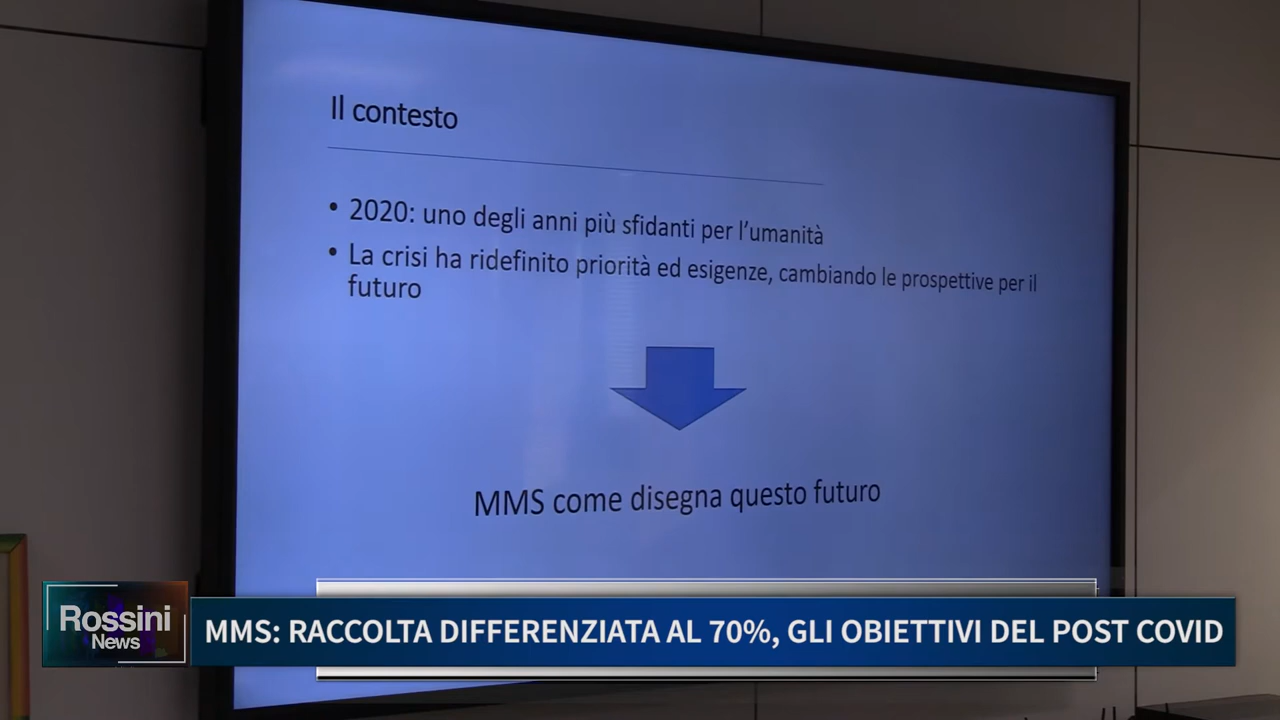 Il contesto
• 2020: uno degli anni più sfidanti per l’umanità
• La crisi ha ridefinito priorità ed esigenze, cambiando le prospettive per il
futuro
MMS come disegna questo futuro
Rossini
News
MMS: RACCOLTA DIFFERENZIATA AL 70%, GLI OBIETTIVI DEL POST COVID